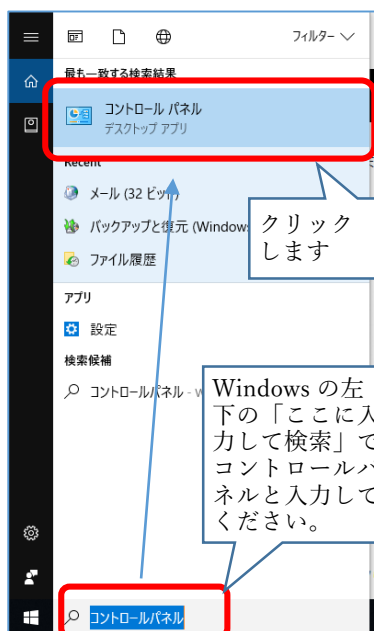 フィルター
最も一致する検索結果
コントロール パネル
デスクトップ アプリ
Recent
メール (32 ビット)
バックアップと復元 (Windows
ファイル履歴
クリック
します
アプリ
設定
検索候補
コントロールパネル - W
Windows の左
下の「ここに入
力して検索」で
コントロールパ
ネルと入力して
ください。
コントロールパネル